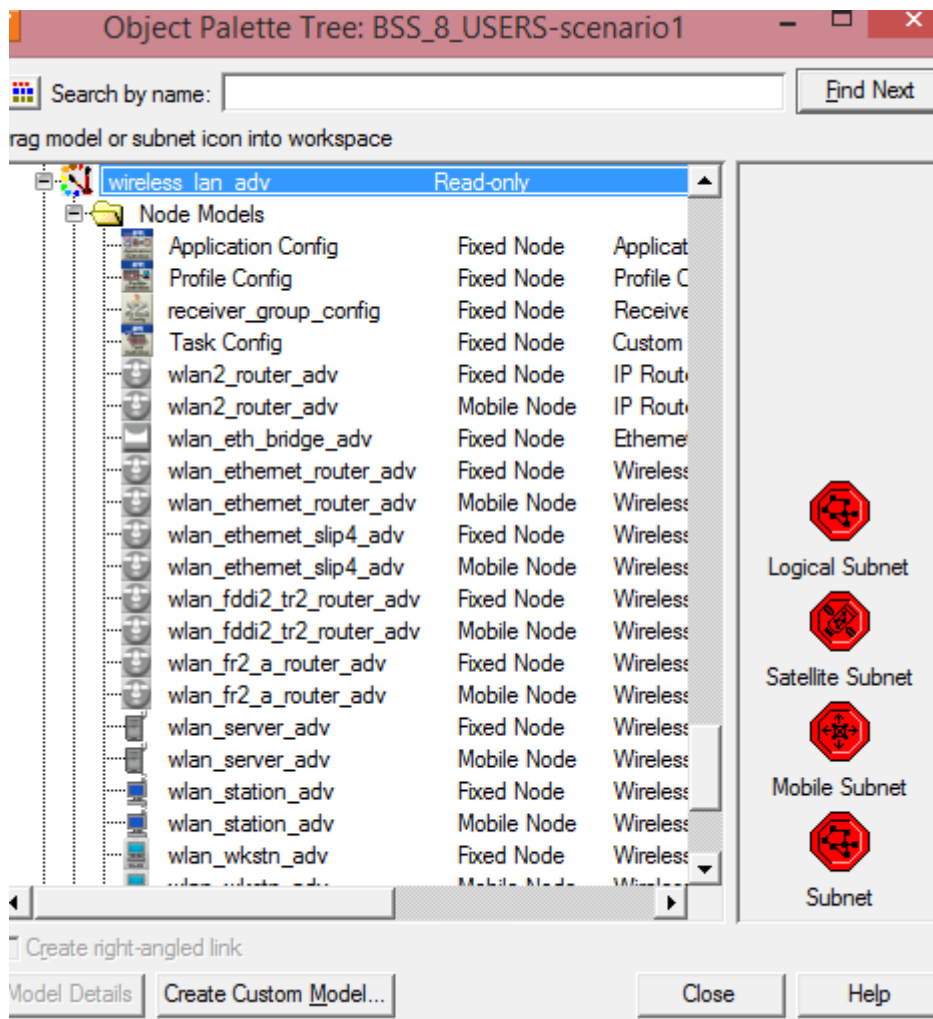 Object Palette Tree: BSS_8_USERS-scenario1
Search by name: Find Next
rag model or subnet icon into workspace
wireless_lan_adv Read-only
Node Models
Application Config Fixed Node Applicat
Profile Config Fixed Node Profile C
receiver_group_config Fixed Node Receive
Task Config Fixed Node Custom
wlan2_router_adv Fixed Node IP Route
wlan2_router_adv Mobile Node IP Route
wlan_eth_bridge_adv Fixed Node Ethernet
wlan_ethernet_router_adv Fixed Node Wireless
wlan_ethernet_router_adv Mobile Node Wireless
wlan_ethernet_slip4_adv Fixed Node Wireless
wlan_ethernet_slip4_adv Mobile Node Wireless
wlan_fddi2_tr2_router_adv Fixed Node Wireless
wlan_fddi2_tr2_router_adv Mobile Node Wireless
wlan_fr2_a_router_adv Fixed Node Wireless
wlan_fr2_a_router_adv Mobile Node Wireless
wlan_server_adv Fixed Node Wireless
wlan_server_adv Mobile Node Wireless
wlan_station_adv Fixed Node Wireless
wlan_station_adv Mobile Node Wireless
wlan_wkstn_adv Fixed Node Wireless
wlan_wkstn_adv Mobile Node Wireless
Logical Subnet
Satellite Subnet
Mobile Subnet
Subnet
Create right-angled link
Model Details Create Custom Model... Close Help